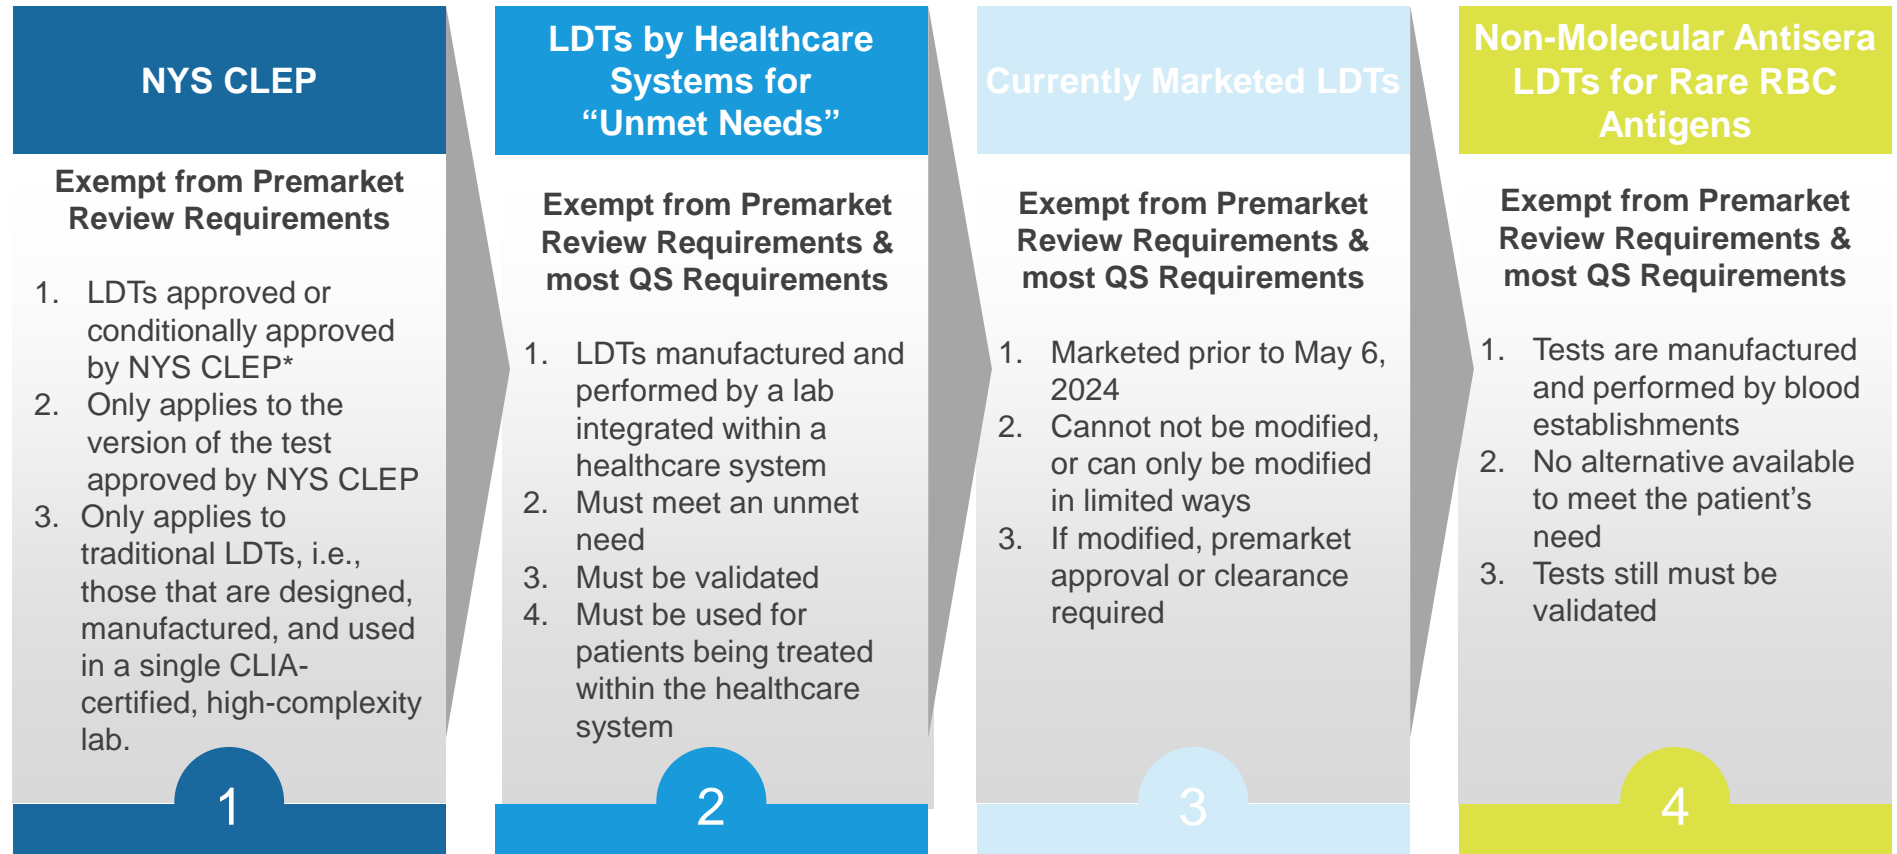 NYS CLEP
Exempt from Premarket
Review Requirements
1. LDTs approved or
conditionally approved
by NYS CLEP*
2. Only applies to the
version of the test
approved by NYS CLEP
3. Only applies to
traditional LDTs, i.e.,
those that are designed,
manufactured, and used
in a single CLIA-
certified, high-complexity
lab.
1
LDTs by Healthcare
Systems for
“Unmet Needs”
Exempt from Premarket
Review Requirements &
most QS Requirements
1. LDTs manufactured and
performed by a lab
integrated within a
healthcare system
2. Must meet an unmet
need
3. Must be validated
4. Must be used for
patients being treated
within the healthcare
system
2
Currently Marketed LDTs
Exempt from Premarket
Review Requirements &
most QS Requirements
1. Marketed prior to May 6,
2024
2. Cannot not be modified,
or can only be modified
in limited ways
3. If modified, premarket
approval or clearance
required
3
Non-Molecular Antisera
LDTs for Rare RBC
Antigens
Exempt from Premarket
Review Requirements &
most QS Requirements
1. Tests are manufactured
and performed by blood
establishments
2. No alternative available
to meet the patient’s
need
3. Tests still must be
validated
4